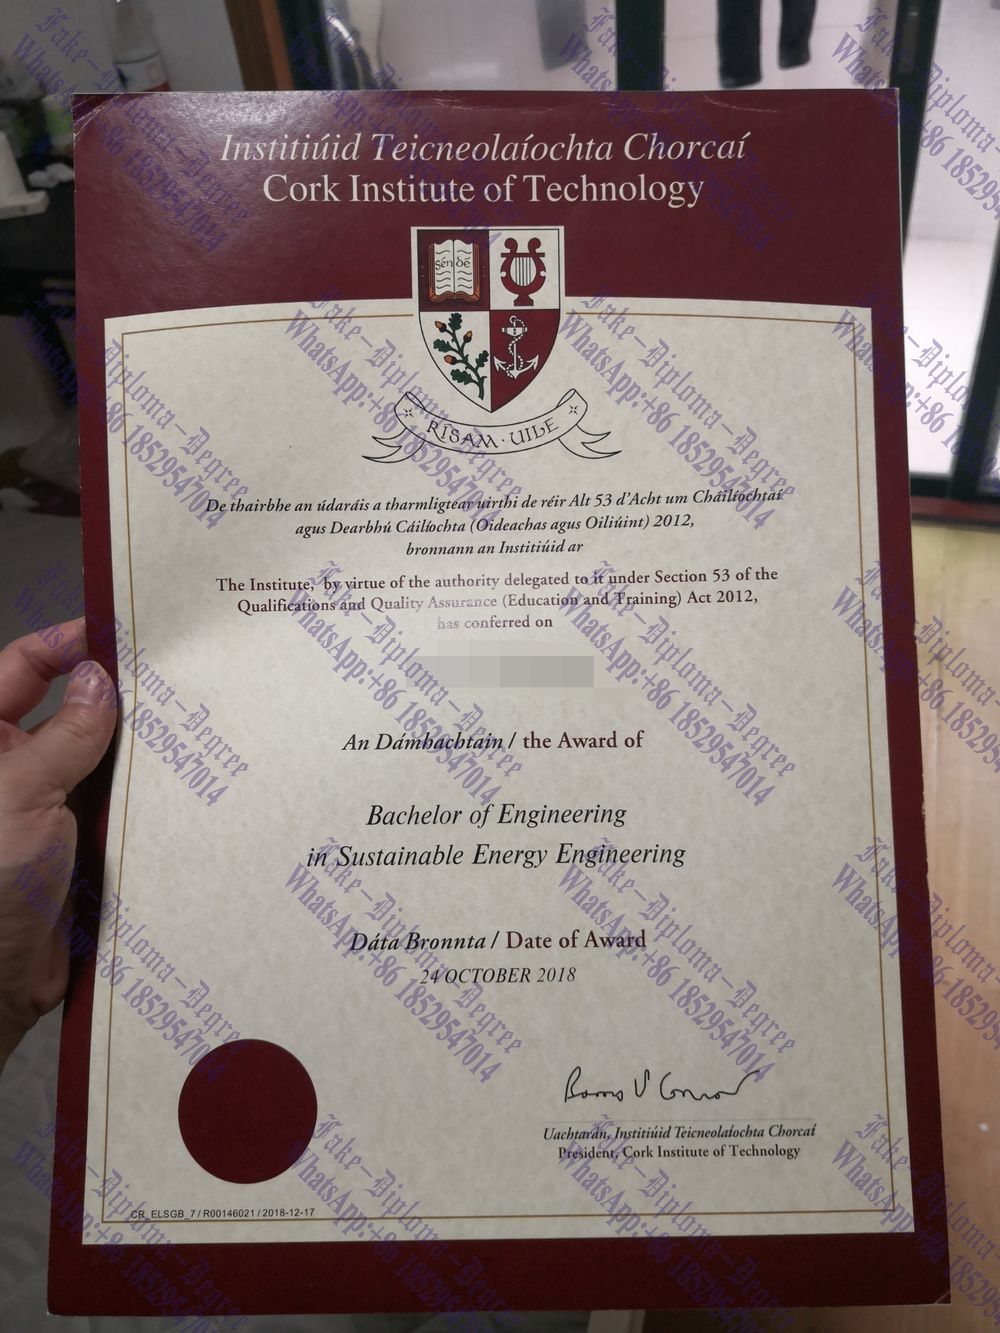 Institiúid Teicneolaíochta Chorcaí
Cork Institute of Technology
gén dé
RÍSAM · UILE
De thairbhe an údaráis a tharmligtear uirthi de réir Alt 53 d'Acht um Cháilíochtaí
agus Dearbhú Cáilíochta (Oideachas agus Oiliúint) 2012,
bronnann an Institiúid ar
The Institute, by virtue of the authority delegated to it under Section 53 of the
Qualifications and Quality Assurance (Education and Training) Act 2012,
has conferred on
An Dámhachtain / the Award of
Bachelor of Engineering
in Sustainable Energy Engineering
Dáta Bronnta / Date of Award
24 OCTOBER 2018
Uachtarán, Institiúid Teicneolaíochta Chorcaí
President, Cork Institute of Technology
CR_ELSGB_7 / R00146021 / 2018-12-17
Fake-Diploma-Degree
WhatsApp:+86 18529547014